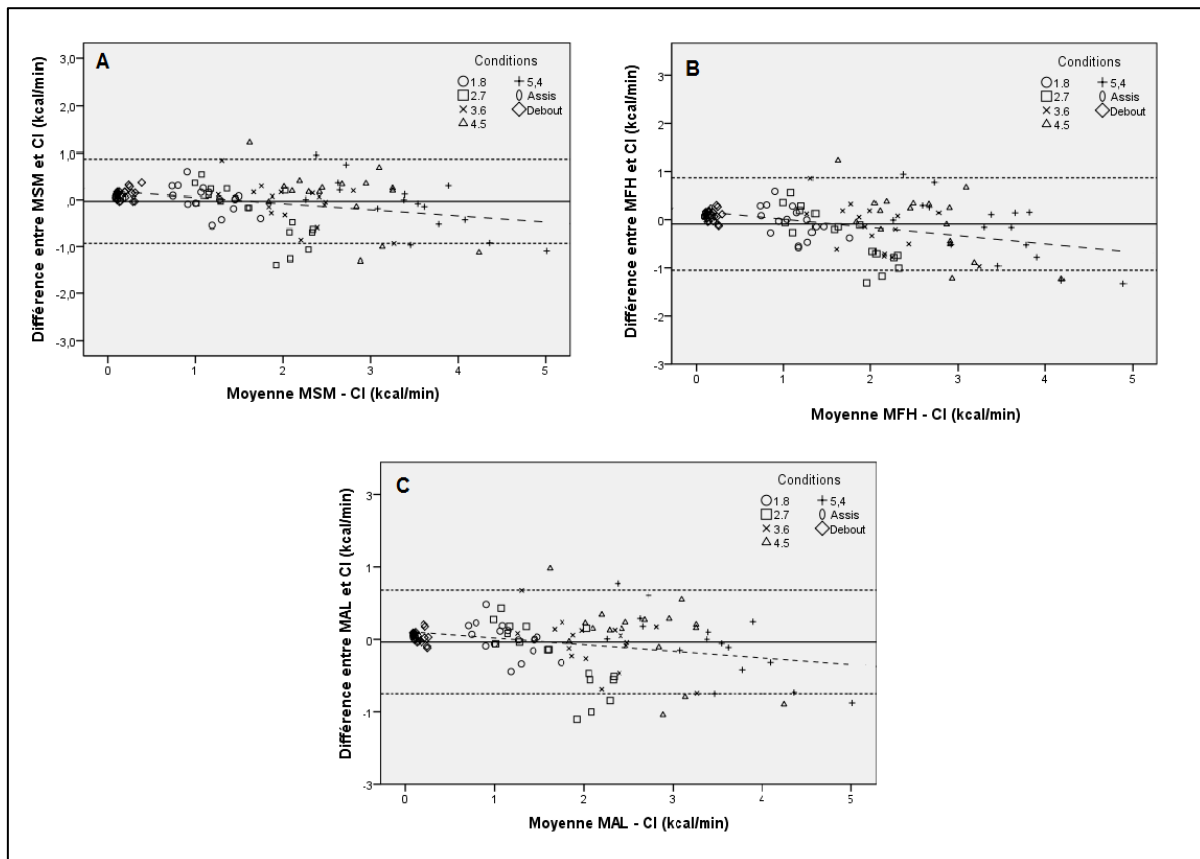 A
Conditions
1.8
5,4
2.7
Assis
3.6
Debout
4.5
3,0
2,0
1,0
,0
-1,0
-2,0
-3,0
0 1 2 3 4 5
Différence entre MSM et CI (kcal/min)
Moyenne MSM - CI (kcal/min)
B
Conditions
1.8
5,4
2.7
Assis
3.6
Debout
4.5
3
1
0
-1
-3
0 1 2 3 4 5
Différence entre MFH et CI (kcal/min)
Moyenne MFH - CI (kcal/min)
C
Conditions
1.8
5,4
2.7
Assis
3.6
Debout
4.5
3
1
0
-1
-3
0 1 2 3 4 5
Différence entre MAL et CI (kcal/min)
Moyenne MAL - CI (kcal/min)